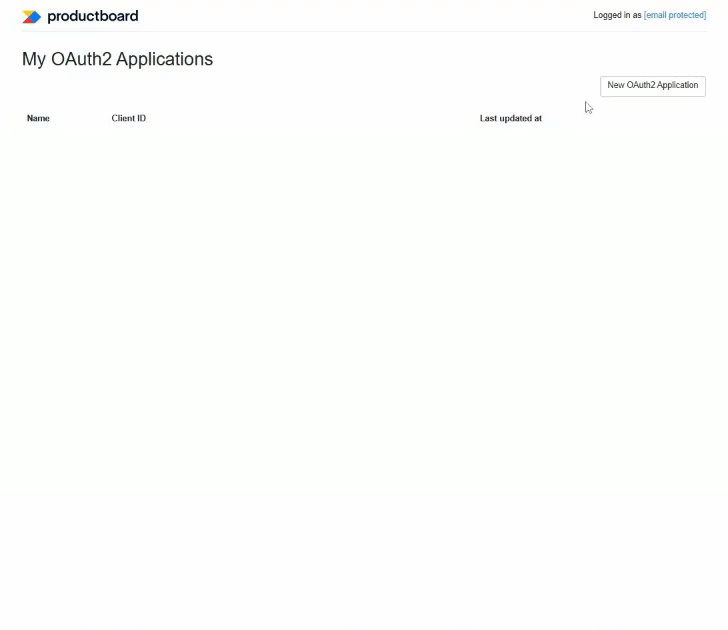 productboard
Logged in as [email protected]
My OAuth2 Applications
New OAuth2 Application
Name Client ID Last updated at